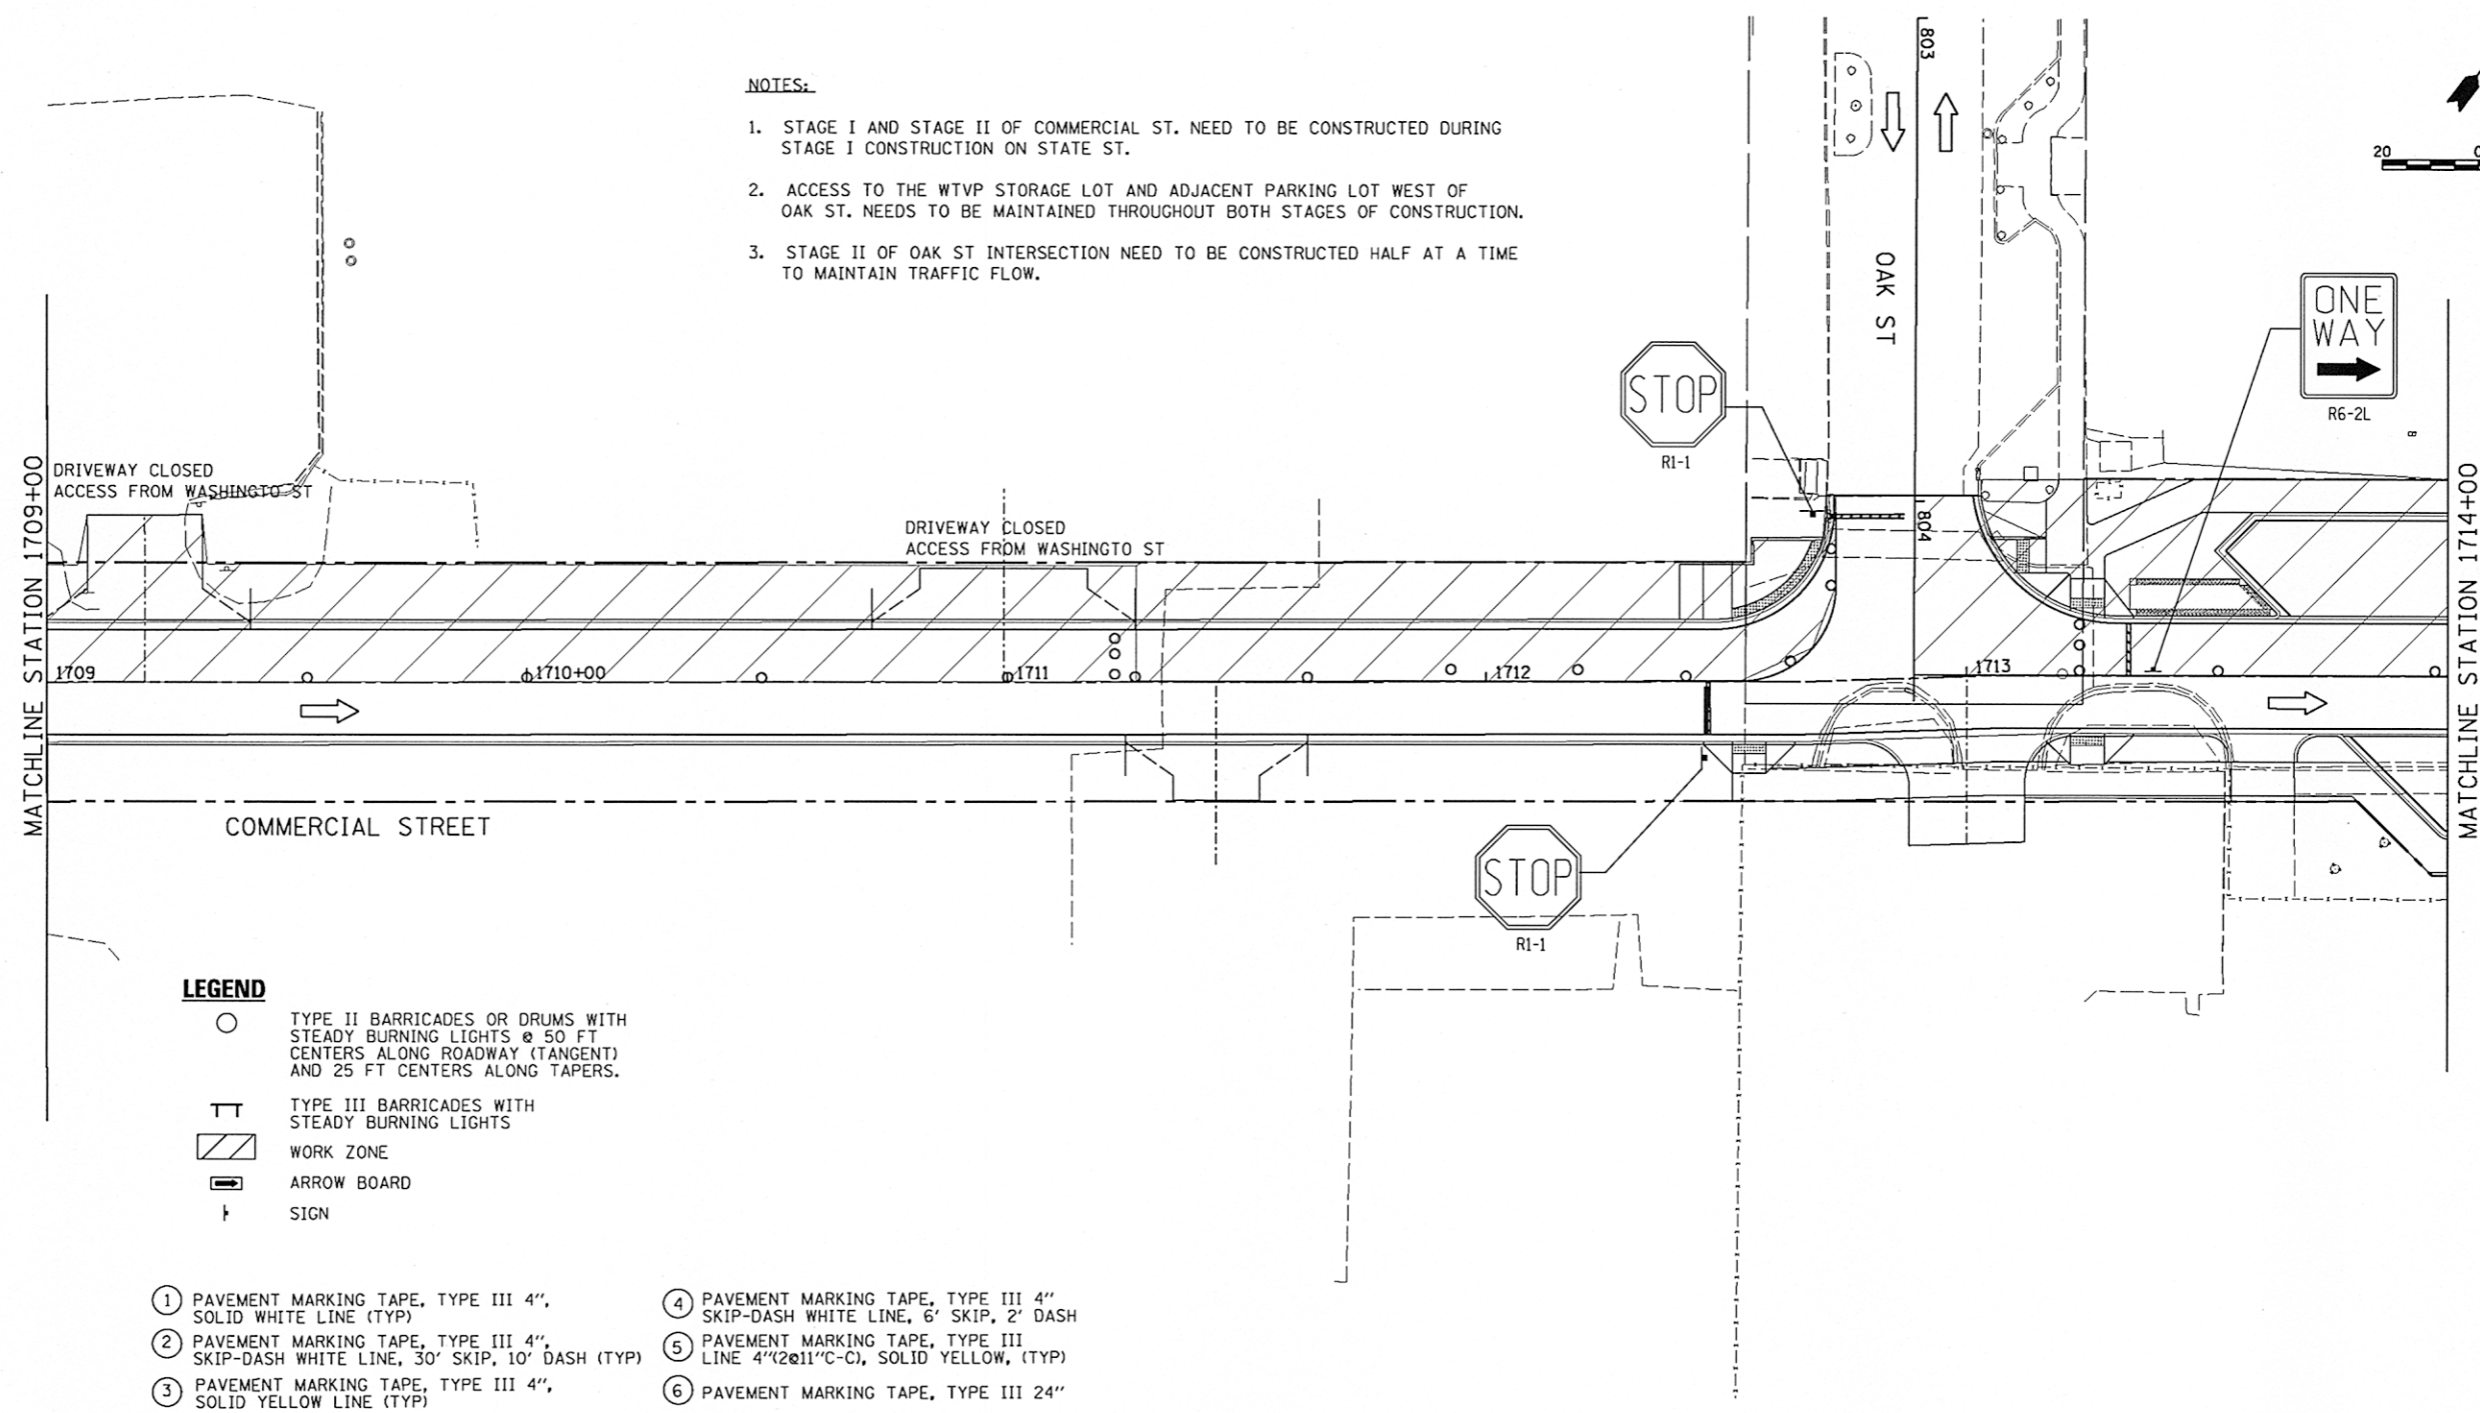 NOTES:
1. STAGE I AND STAGE II OF COMMERCIAL ST. NEED TO BE CONSTRUCTED DURING
STAGE I CONSTRUCTION ON STATE ST.
2. ACCESS TO THE WTVP STORAGE LOT AND ADJACENT PARKING LOT WEST OF
OAK ST. NEEDS TO BE MAINTAINED THROUGHOUT BOTH STAGES OF CONSTRUCTION.
3. STAGE II OF OAK ST INTERSECTION NEED TO BE CONSTRUCTED HALF AT A TIME
TO MAINTAIN TRAFFIC FLOW.
803
20
0
OAK ST
ONE
WAY
R6-2L
STOP
R1-1
MATCHLINE STATION 1709+00
DRIVEWAY CLOSED
ACCESS FROM WASHINGTO ST
DRIVEWAY CLOSED
ACCESS FROM WASHINGTO ST
804
MATCHLINE STATION 1714+00
1709
1710+00
1711
1712
1713
COMMERCIAL STREET
STOP
R1-1
LEGEND
TYPE II BARRICADES OR DRUMS WITH
STEADY BURNING LIGHTS @ 50 FT
CENTERS ALONG ROADWAY (TANGENT)
AND 25 FT CENTERS ALONG TAPERS.
TYPE III BARRICADES WITH
STEADY BURNING LIGHTS
WORK ZONE
ARROW BOARD
SIGN
1 PAVEMENT MARKING TAPE, TYPE III 4",
SOLID WHITE LINE (TYP)
2 PAVEMENT MARKING TAPE, TYPE III 4",
SKIP-DASH WHITE LINE, 30' SKIP, 10' DASH (TYP)
3 PAVEMENT MARKING TAPE, TYPE III 4",
SOLID YELLOW LINE (TYP)
4 PAVEMENT MARKING TAPE, TYPE III 4"
SKIP-DASH WHITE LINE, 6' SKIP, 2' DASH
5 PAVEMENT MARKING TAPE, TYPE III
LINE 4"(2@11"C-C), SOLID YELLOW, (TYP)
6 PAVEMENT MARKING TAPE, TYPE III 24"